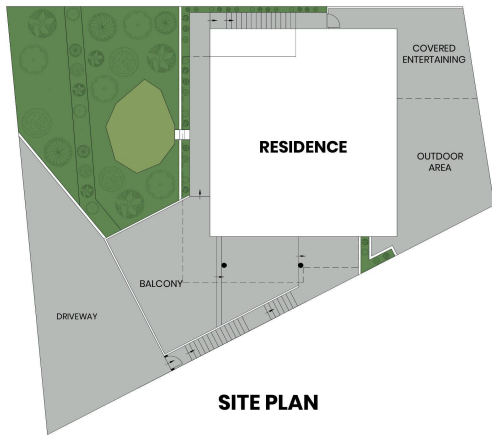 COVERED
ENTERTAINING
RESIDENCE
OUTDOOR
AREA
BALCONY
DRIVEWAY
SITE PLAN